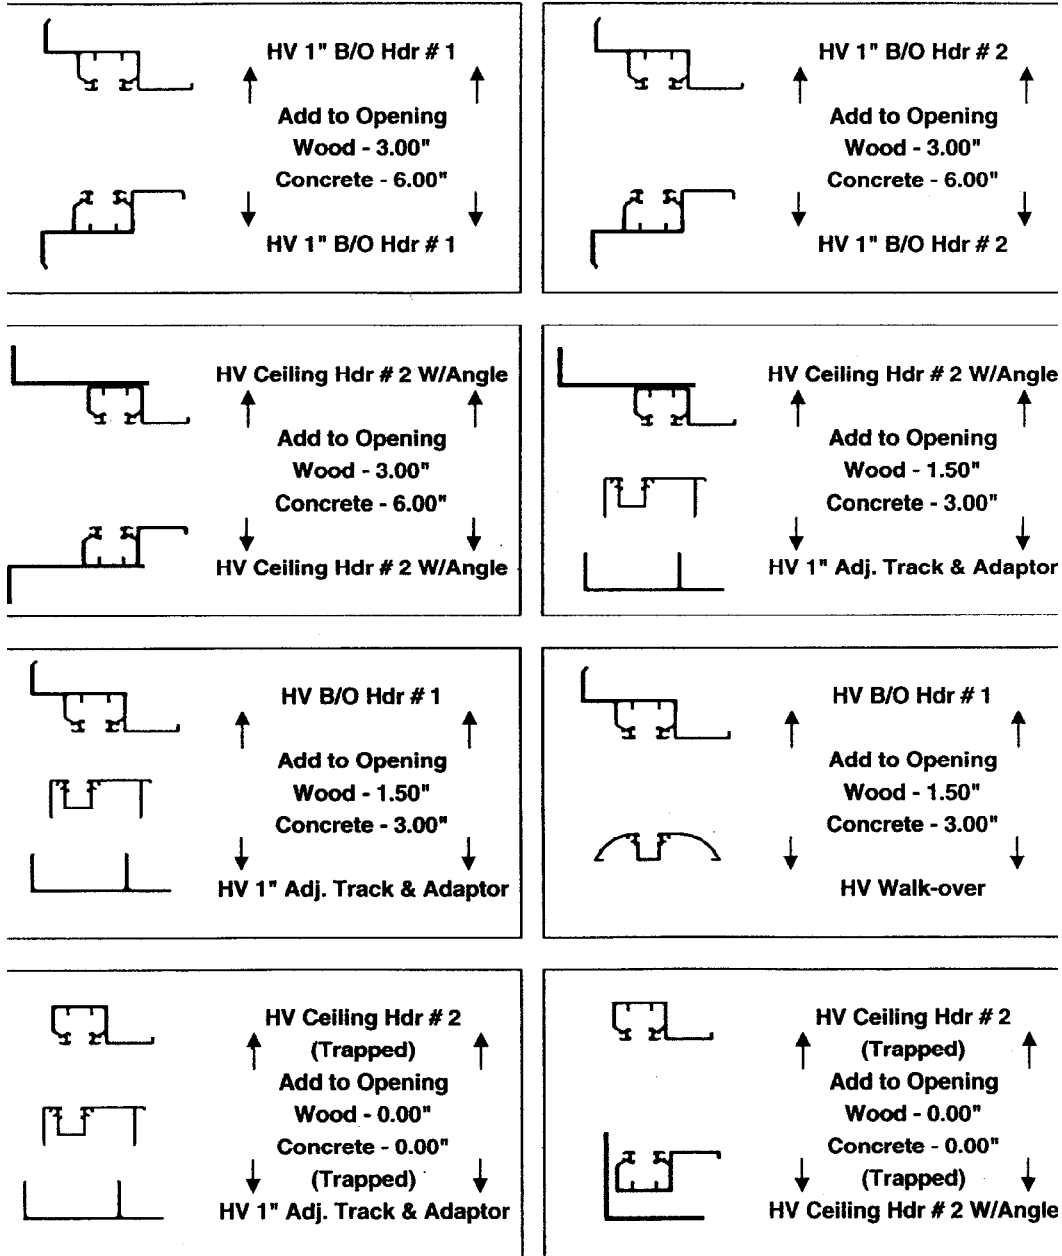 HV 1" B/O Hdr # 1
Add to Opening
Wood - 3.00"
Concrete - 6.00"
HV 1" B/O Hdr # 1
HV 1" B/O Hdr # 2
Add to Opening
Wood - 3.00"
Concrete - 6.00"
HV 1" B/O Hdr # 2
HV Ceiling Hdr # 2 W/Angle
Add to Opening
Wood - 3.00"
Concrete - 6.00"
HV Ceiling Hdr # 2 W/Angle
HV Ceiling Hdr # 2 W/Angle
Add to Opening
Wood - 1.50"
Concrete - 3.00"
HV 1" Adj. Track & Adaptor
HV B/O Hdr # 1
Add to Opening
Wood - 1.50"
Concrete - 3.00"
HV 1" Adj. Track & Adaptor
HV B/O Hdr # 1
Add to Opening
Wood - 1.50"
Concrete - 3.00"
HV Walk-over
HV Ceiling Hdr # 2
(Trapped)
Add to Opening
Wood - 0.00"
Concrete - 0.00"
(Trapped)
HV 1" Adj. Track & Adaptor
HV Ceiling Hdr # 2
(Trapped)
Add to Opening
Wood - 0.00"
Concrete - 0.00"
(Trapped)
HV Ceiling Hdr # 2 W/Angle